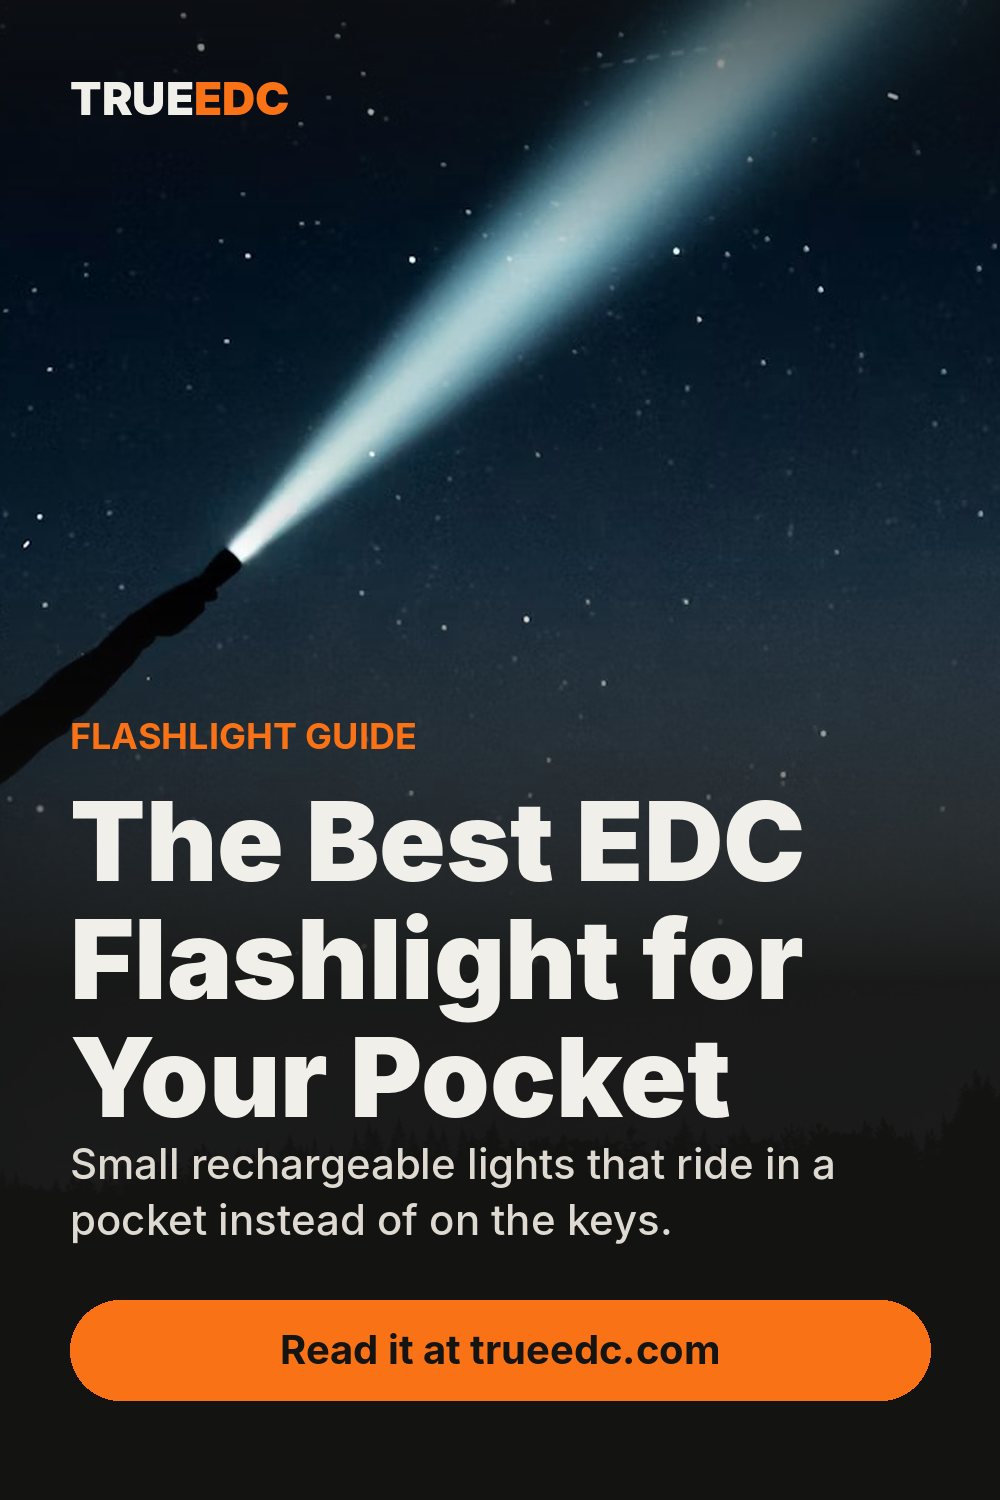 TRUEEDC
FLASHLIGHT GUIDE
The Best EDC
Flashlight for
Your Pocket
Small rechargeable lights that ride in a
pocket instead of on the keys.
Read it at trueedc.com